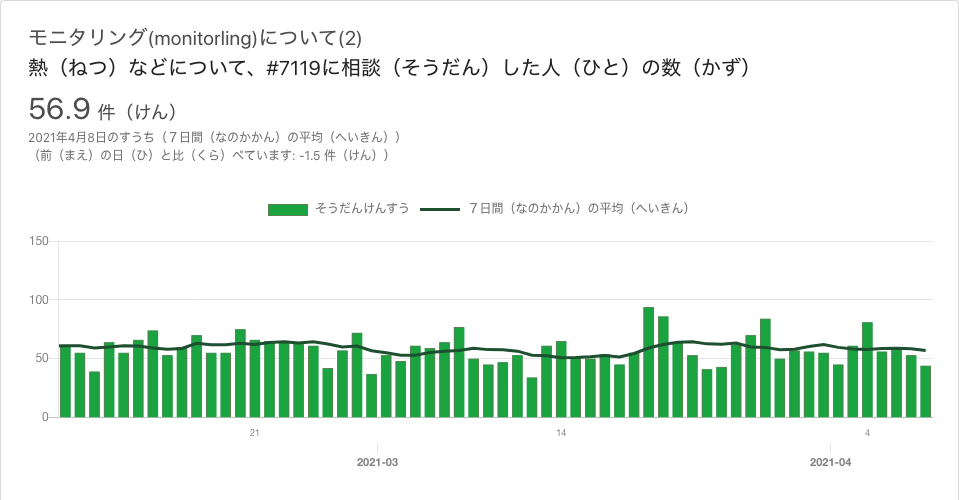 モニタリング(monitorling)について(2)
熱（ねつ）などについて、#7119に相談（そうだん）した人（ひと）の数（かず）
56.9 件（けん）
2021年4月8日のすうち（７日間（なのかかん）の平均（へいきん））
（前（まえ）の日（ひ）と比（くら）べています: -1.5 件（けん））
そうだんけんすう ７日間（なのかかん）の平均（へいきん）
150
100
50
0
21 14 4
2021-03 2021-04